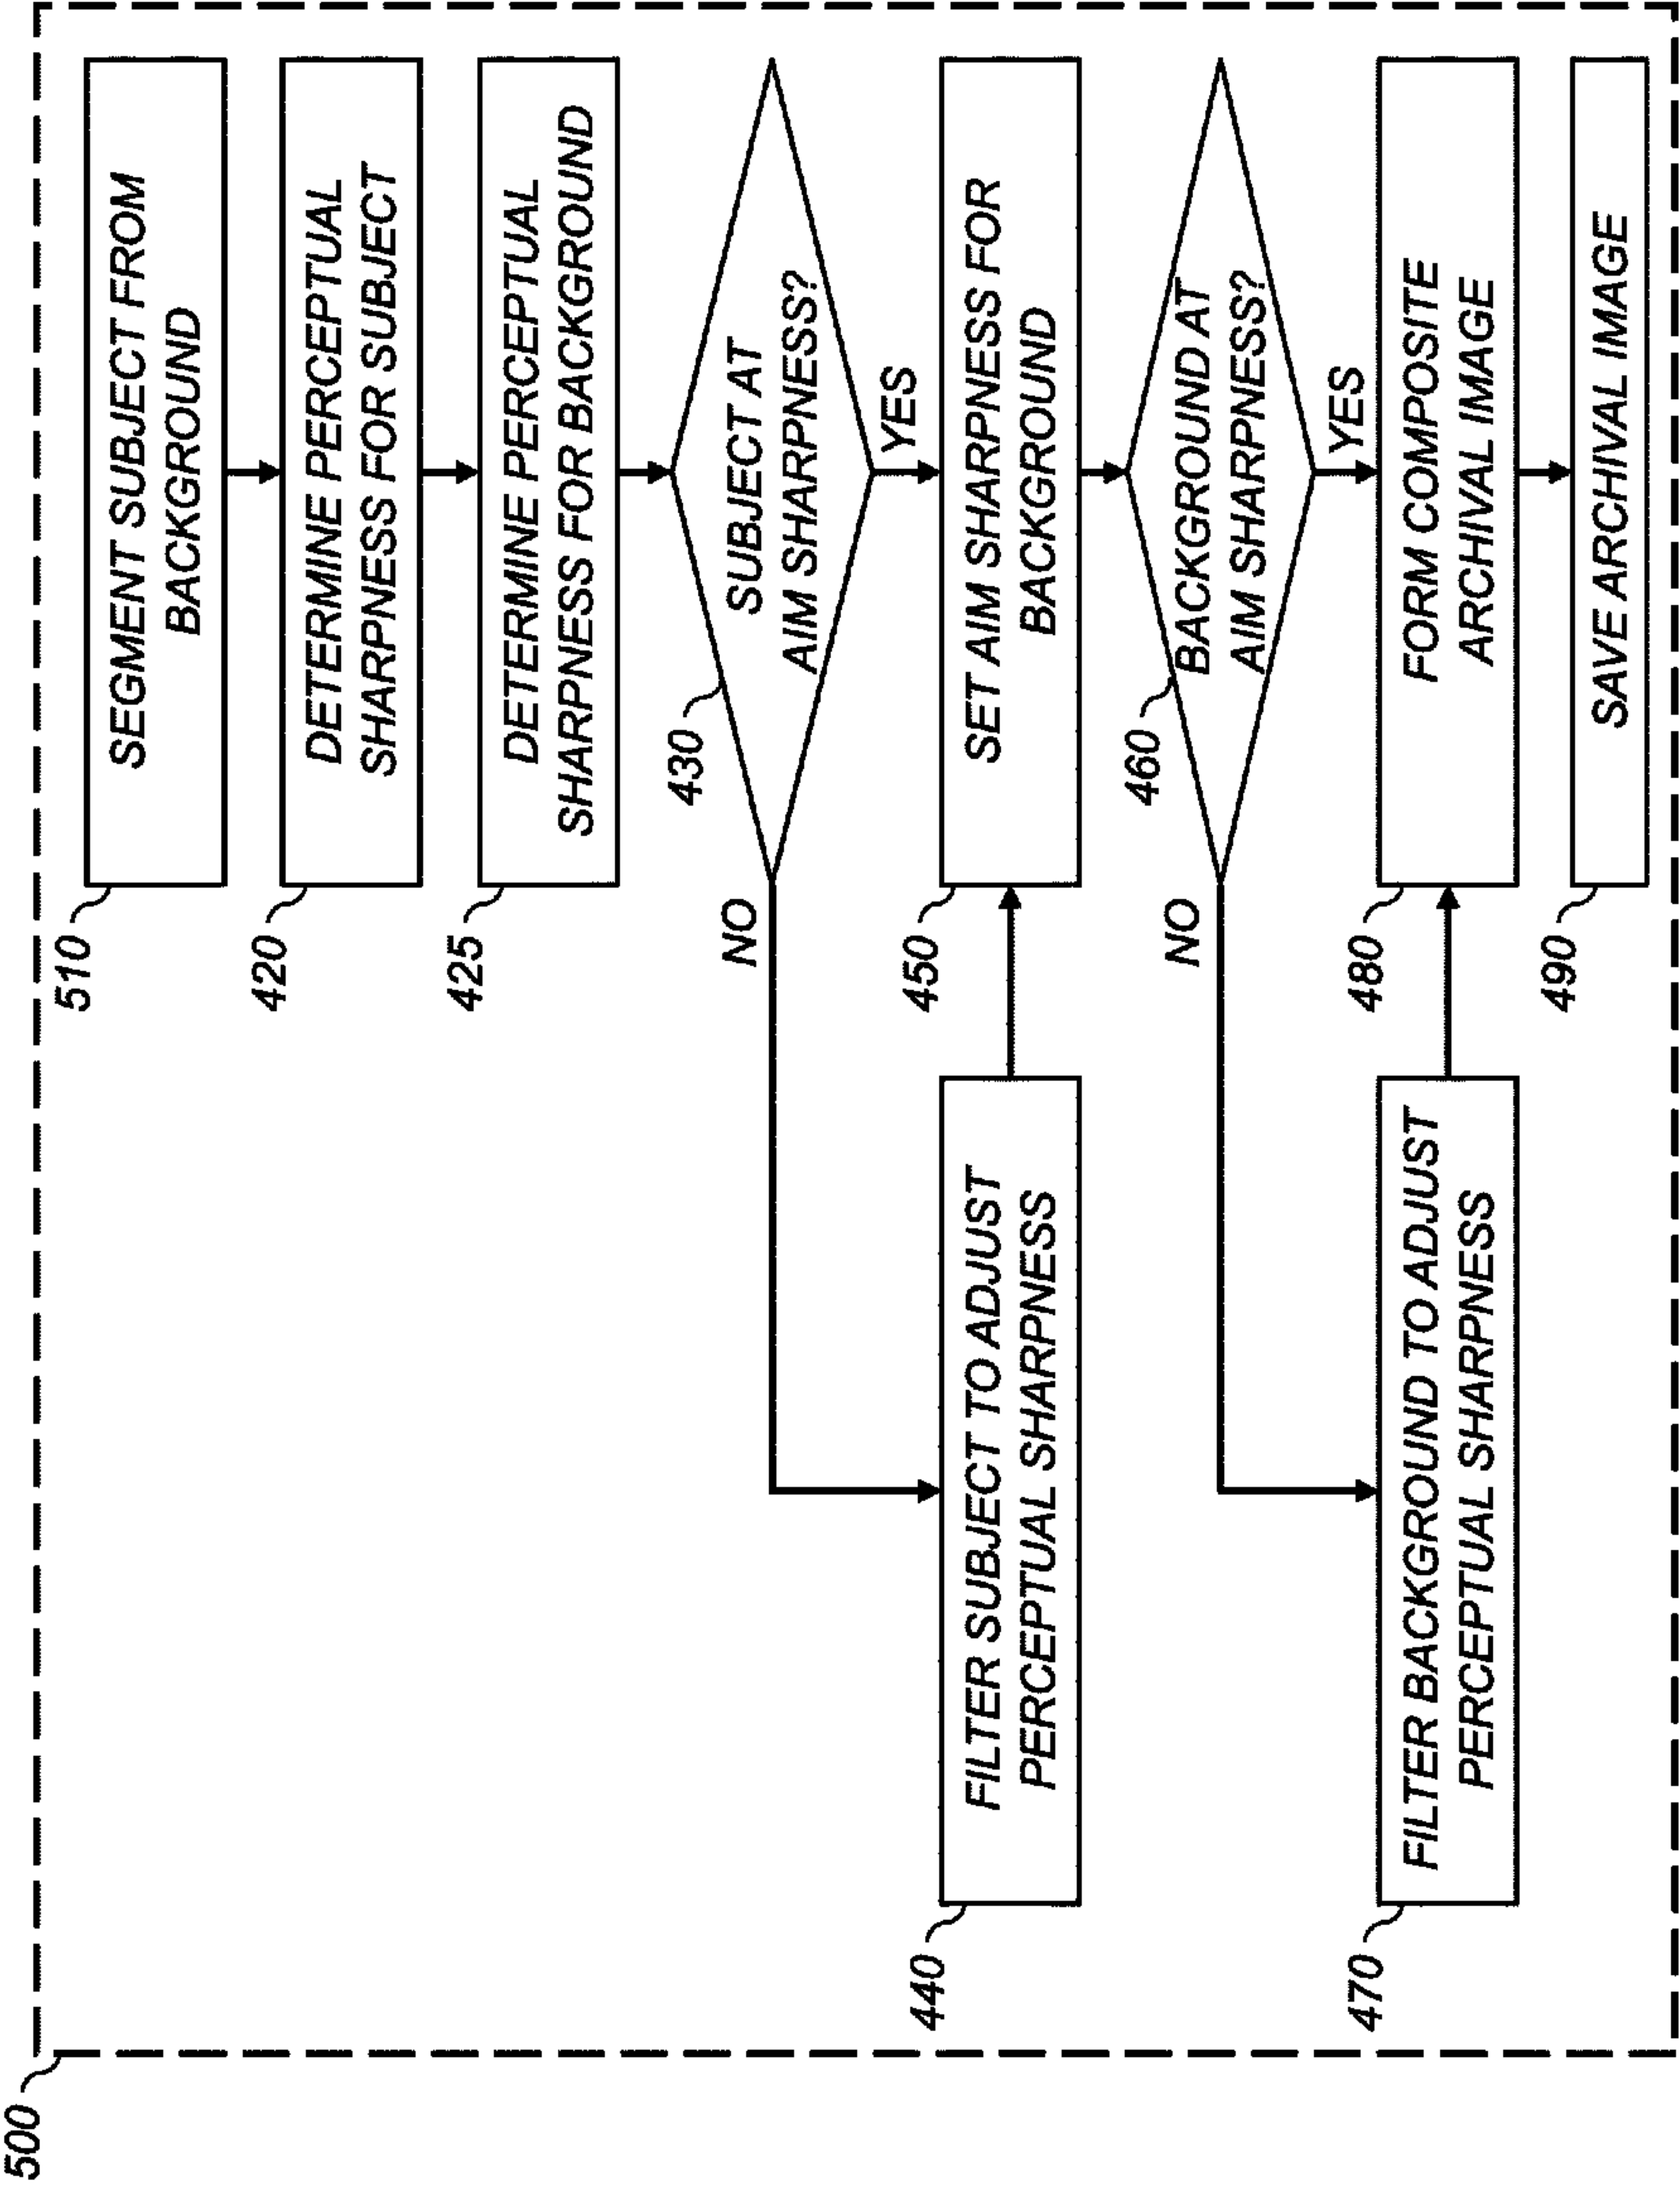 500
510
SEGMENT SUBJECT FROM
BACKGROUND
420
DETERMINE PERCEPTUAL
SHARPNESS FOR SUBJECT
425
DETERMINE PERCEPTUAL
SHARPNESS FOR BACKGROUND
430
SUBJECT AT
AIM SHARPNESS?
NO
YES
440
FILTER SUBJECT TO ADJUST
PERCEPTUAL SHARPNESS
450
SET AIM SHARPNESS FOR
BACKGROUND
460
BACKGROUND AT
AIM SHARPNESS?
NO
YES
470
FILTER BACKGROUND TO ADJUST
PERCEPTUAL SHARPNESS
480
FORM COMPOSITE
ARCHIVAL IMAGE
490
SAVE ARCHIVAL IMAGE